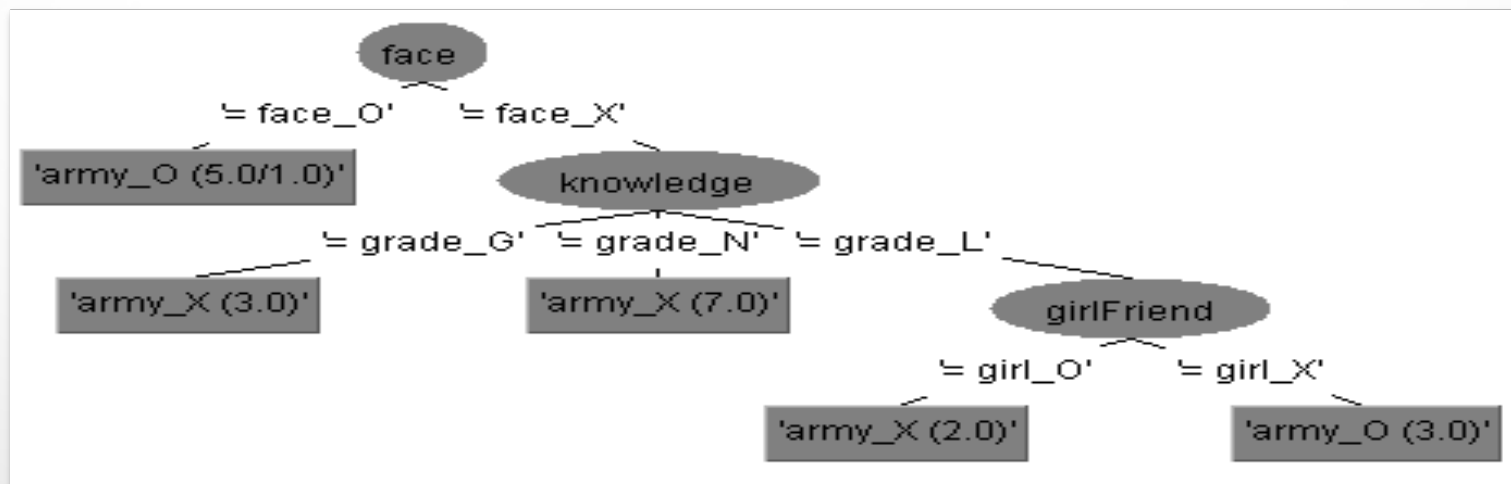 face
'= face_O' '= face_X'
'army_O (5.0/1.0)'
knowledge
'= grade_G' '= grade_N' '= grade_L'
'army_X (3.0)' 'army_X (7.0)'
girlFriend
'= girl_O' '= girl_X'
'army_X (2.0)' 'army_O (3.0)'